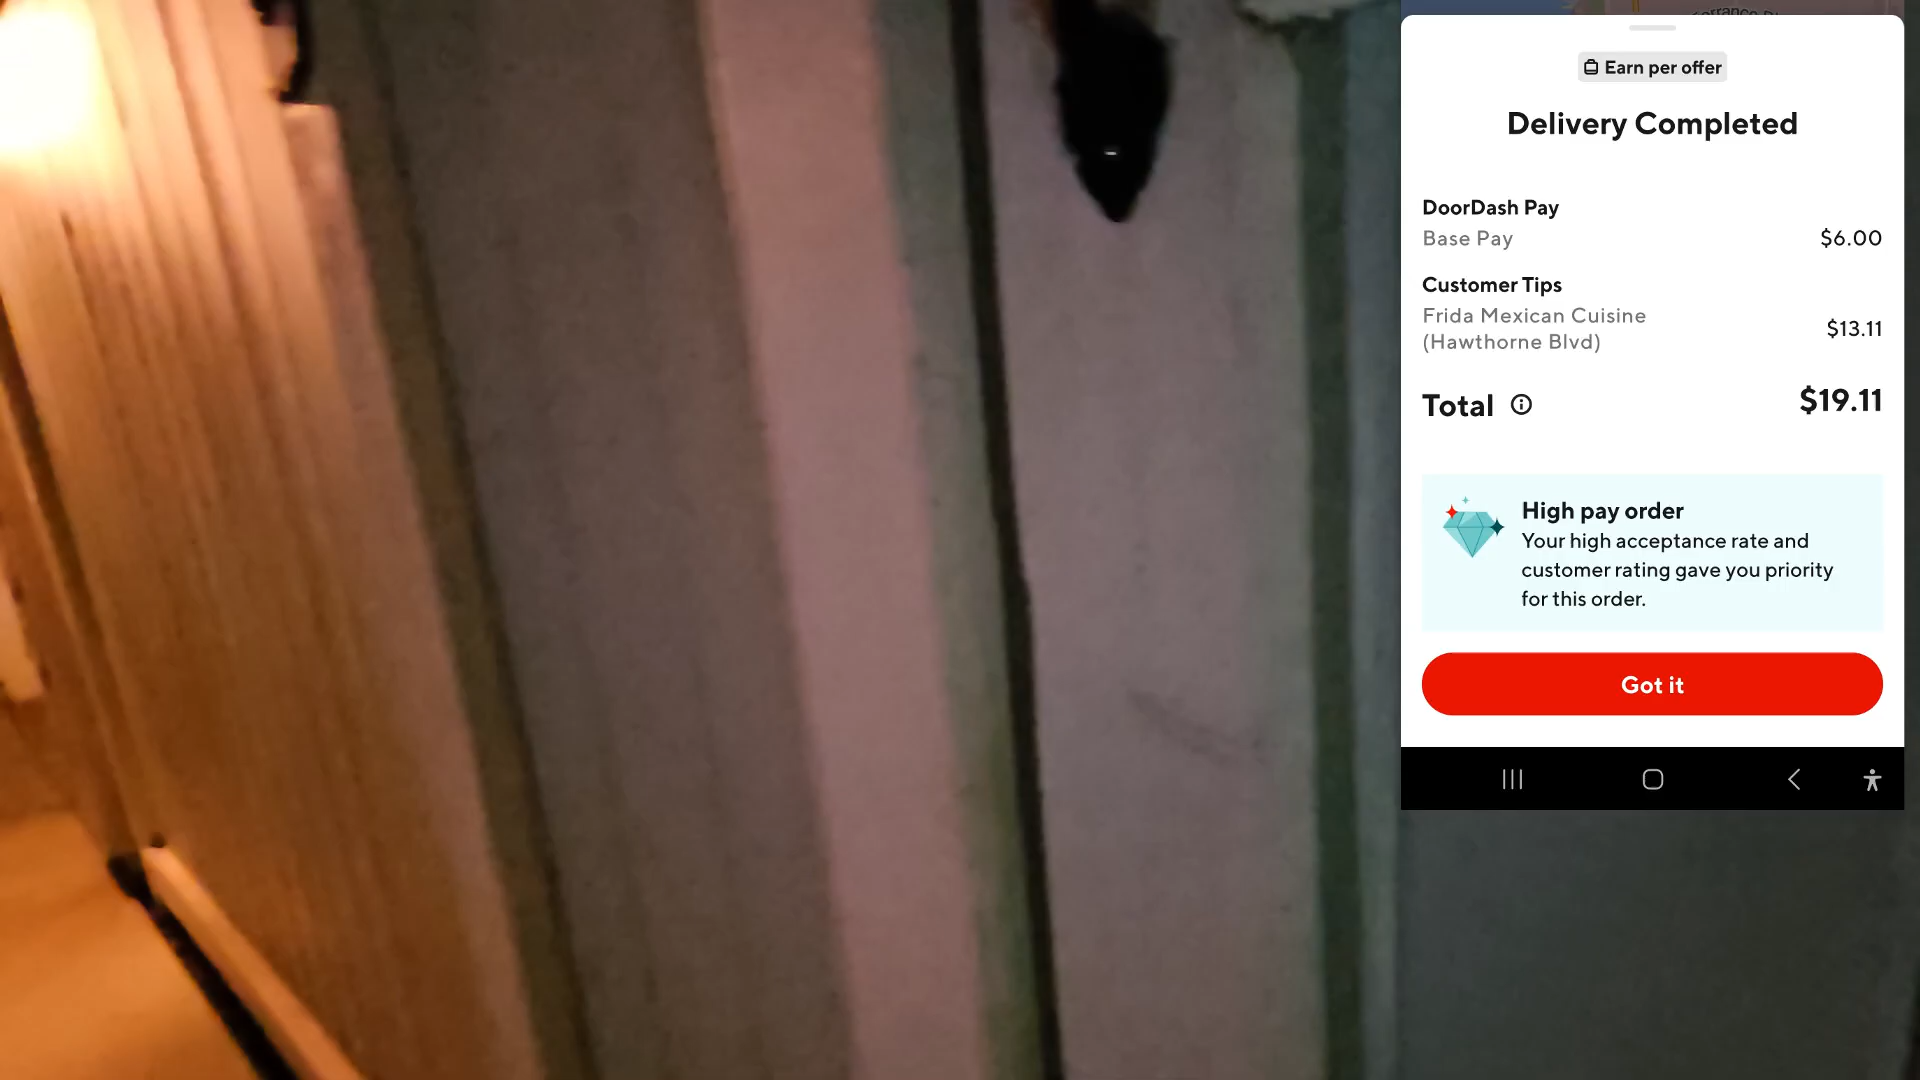 Earn per offer
Delivery Completed
DoorDash Pay
Base Pay $6.00
Customer Tips
Frida Mexican Cuisine
(Hawthorne Blvd) $13.11
Total $19.11
High pay order
Your high acceptance rate and
customer rating gave you priority
for this order.
Got it